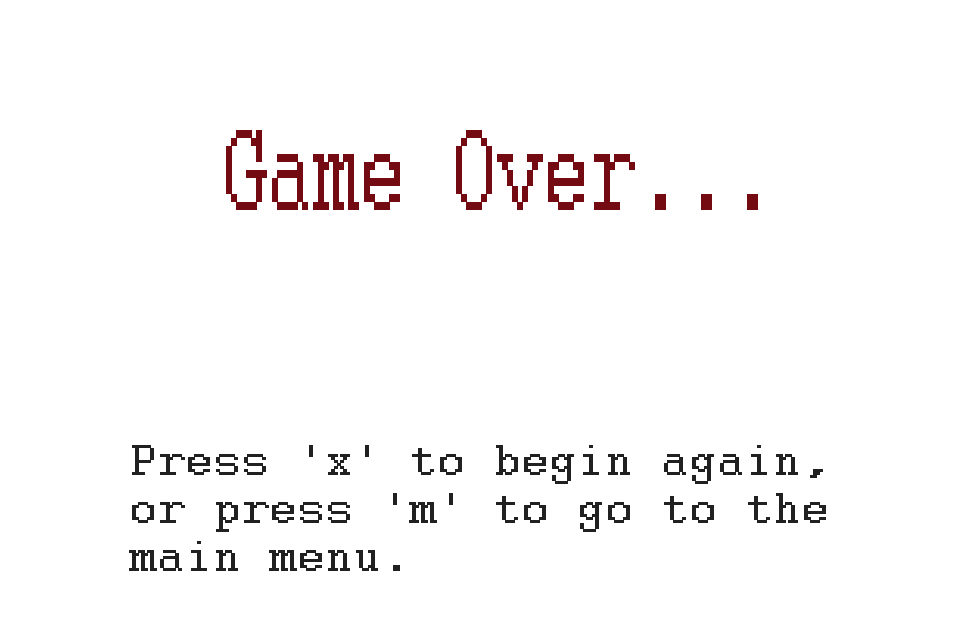 Game Over...
Press 'x' to begin again,
or press 'm' to go to the
main menu.